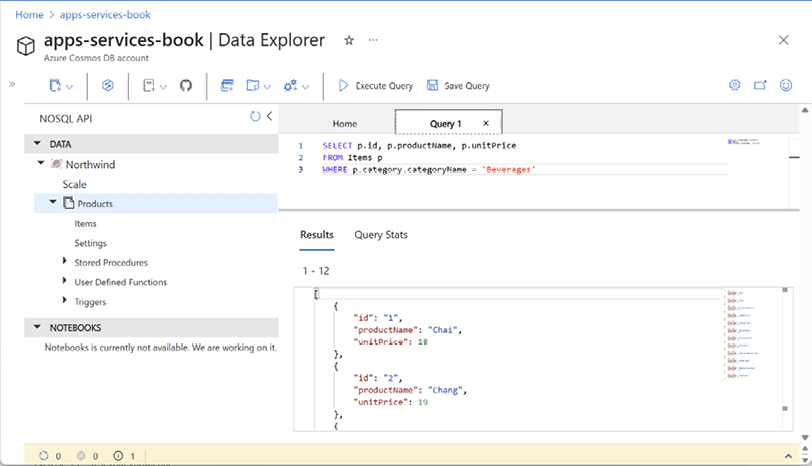 Home > apps-services-book
apps-services-book | Data Explorer
Azure Cosmos DB account
Execute Query Save Query
NOSQL API
Home Query 1
DATA
Northwind
Scale
Products
Items
Settings
Stored Procedures
User Defined Functions
Triggers
NOTEBOOKS
Notebooks is currently not available. We are working on it.
1 SELECT p.id, p.productName, p.unitPrice
2 FROM Items p
3 WHERE p.category.categoryName = 'Beverages'
Results Query Stats
1 - 12
[
{
"id": "1",
"productName": "Chai",
"unitPrice": 18
},
{
"id": "2",
"productName": "Chang",
"unitPrice": 19
},
{
0 0 1